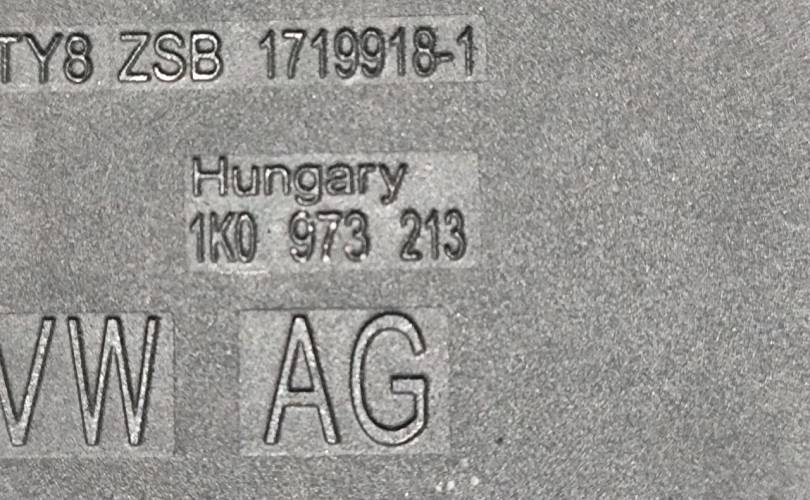 TY8 ZSB 1719918-1
Hungary
1K0 973 213
VW AG